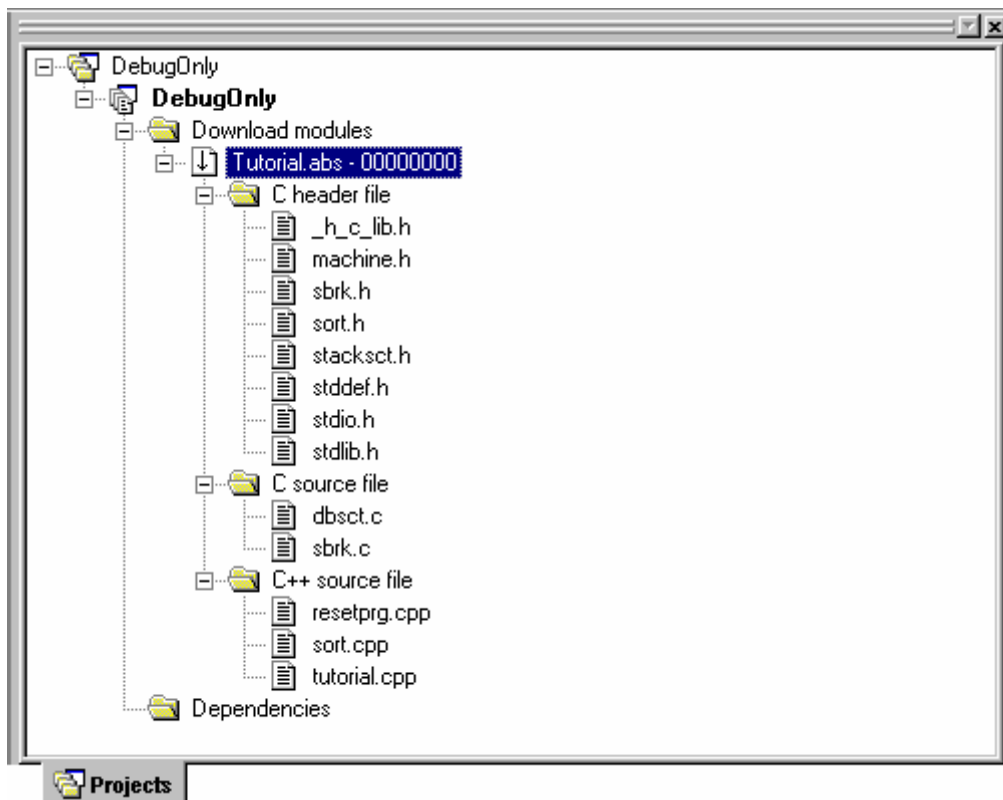 DebugOnly
DebugOnly
Download modules
Tutorial.abs - 00000000
C header file
_h_c_lib.h
machine.h
sbrk.h
sort.h
stacksct.h
stddef.h
stdio.h
stdlib.h
C source file
dbsct.c
sbrk.c
C++ source file
resetprg.cpp
sort.cpp
tutorial.cpp
Dependencies
Projects